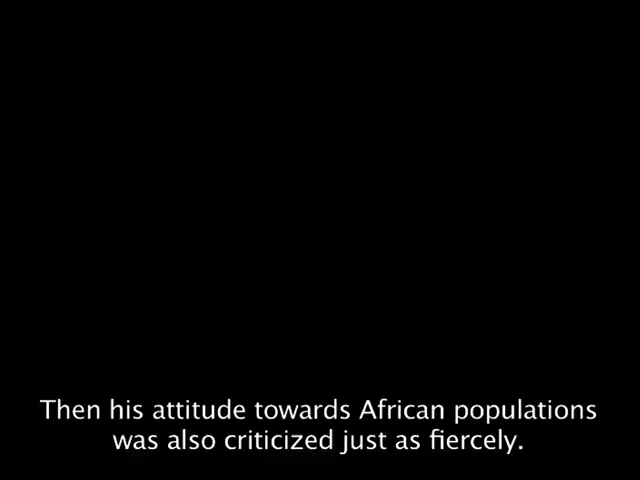 Then his attitude towards African populations
was also criticized just as fiercely.